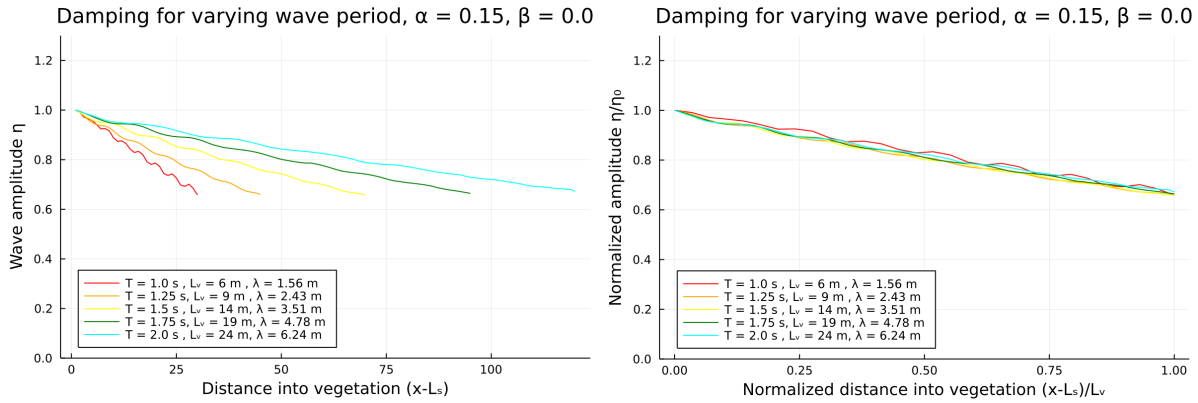 Damping for varying wave period, α = 0.15, β = 0.0
Wave amplitude η
1.2
1.0
0.8
0.6
0.4
0.2
0.0
T = 1.0 s , Lᵥ = 6 m , λ = 1.56 m
T = 1.25 s, Lᵥ = 9 m , λ = 2.43 m
T = 1.5 s , Lᵥ = 14 m, λ = 3.51 m
T = 1.75 s, Lᵥ = 19 m, λ = 4.78 m
T = 2.0 s , Lᵥ = 24 m, λ = 6.24 m
0 25 50 75 100
Distance into vegetation (x-Lₛ)
Damping for varying wave period, α = 0.15, β = 0.0
Normalized amplitude η/η₀
1.2
1.0
0.8
0.6
0.4
0.2
0.0
T = 1.0 s , Lᵥ = 6 m , λ = 1.56 m
T = 1.25 s, Lᵥ = 9 m , λ = 2.43 m
T = 1.5 s , Lᵥ = 14 m, λ = 3.51 m
T = 1.75 s, Lᵥ = 19 m, λ = 4.78 m
T = 2.0 s , Lᵥ = 24 m, λ = 6.24 m
0.00 0.25 0.50 0.75 1.00
Normalized distance into vegetation (x-Lₛ)/Lᵥ